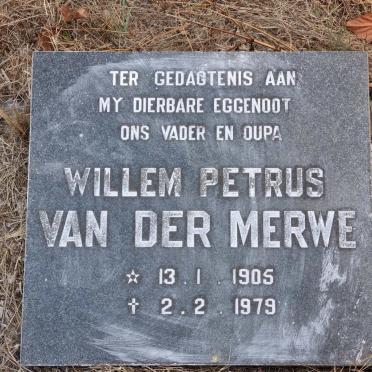 TER GEDAGTENIS AAN
MY DIERBARE EGGENOOT
ONS VADER EN OUPA
WILLEM PETRUS
VAN DER MERWE
☆ 13.1.1905
✝ 2.2.1979